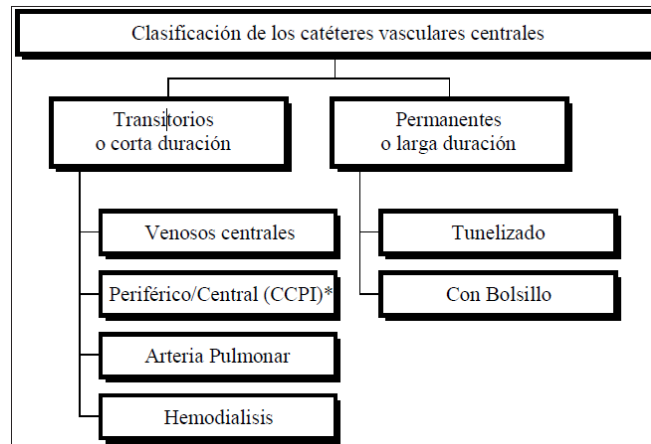 Clasificación de los catéteres vasculares centrales
Transitorios
o corta duración
Permanentes
o larga duración
Venosos centrales
Periférico/Central (CCPI)*
Arteria Pulmonar
Hemodialisis
Tunelizado
Con Bolsillo